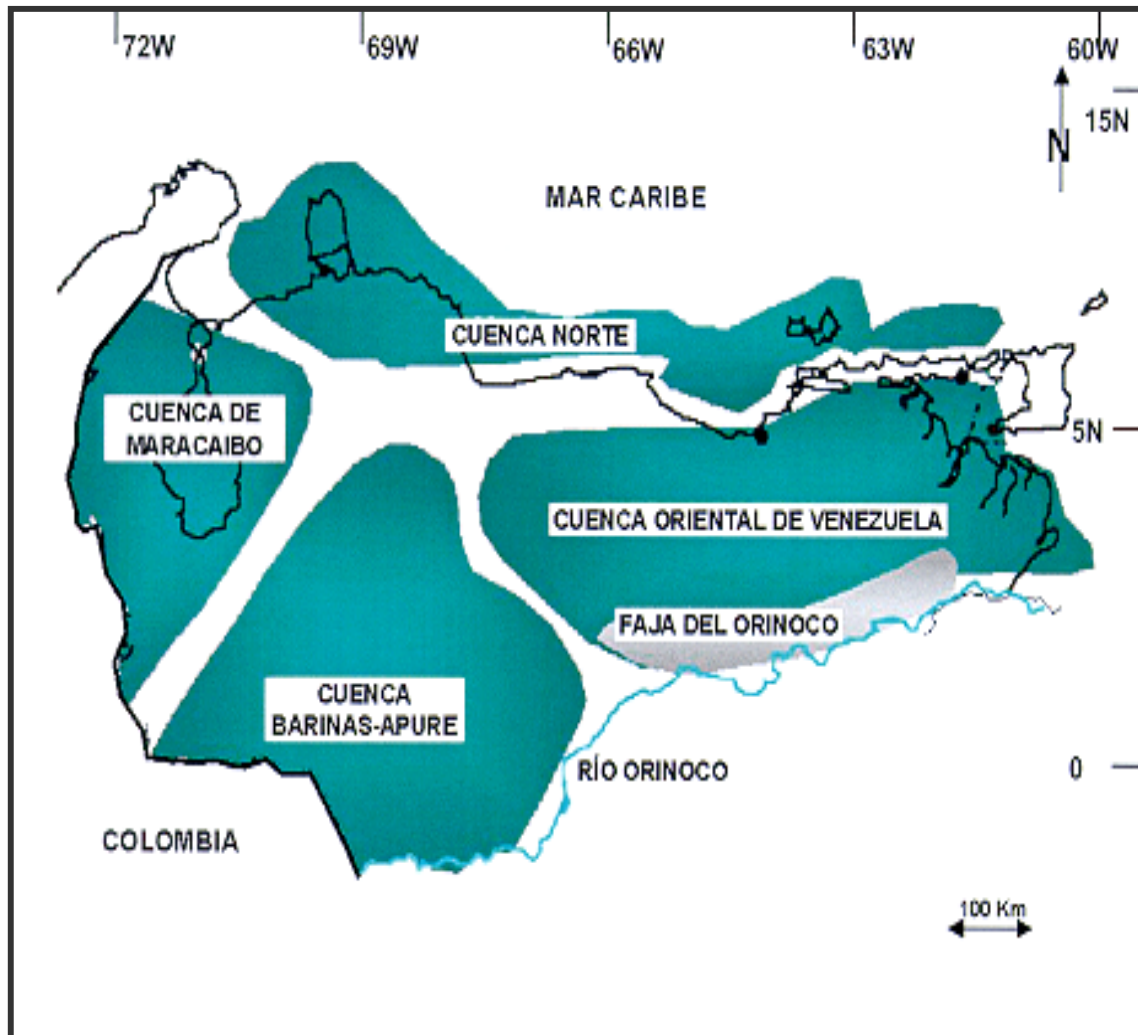 72W
69W
66W
63W
60W
15N
N
MAR CARIBE
CUENCA NORTE
CUENCA DE
MARACAIBO
5N
CUENCA ORIENTAL DE VENEZUELA
FAJA DEL ORINOCO
CUENCA
BARINAS-APURE
RÍO ORINOCO
0
COLOMBIA
100 Km